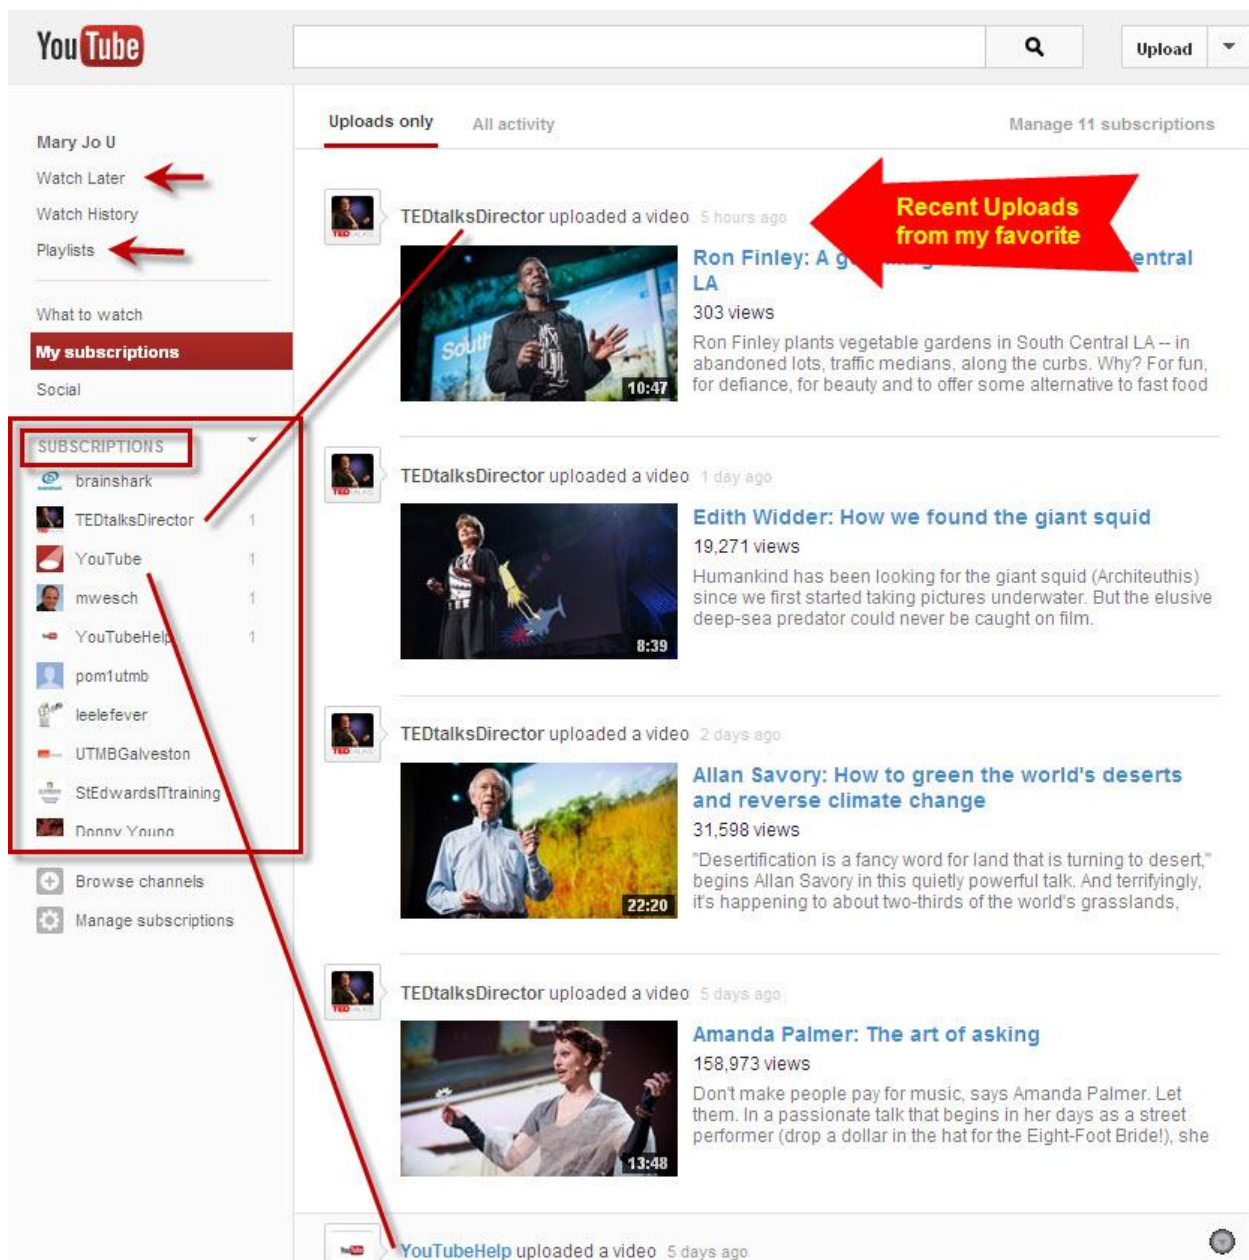 YouTube
Upload
Mary Jo U
Watch Later
Watch History
Playlists
What to watch
My subscriptions
Social
SUBSCRIPTIONS
brainshark
TEDtalksDirector 1
YouTube 1
mwesch 1
YouTubeHelp 1
pom1utmb
leelefever
UTMBGalveston
StEdwardsITtraining
Donny Young
Browse channels
Manage subscriptions
Uploads only All activity Manage 11 subscriptions
TEDtalksDirector uploaded a video 5 hours ago
Recent Uploads
from my favorite
Ron Finley: A g entral
LA
303 views
Ron Finley plants vegetable gardens in South Central LA -- in
abandoned lots, traffic medians, along the curbs. Why? For fun,
for defiance, for beauty and to offer some alternative to fast food
South
10:47
TEDtalksDirector uploaded a video 1 day ago
Edith Widder: How we found the giant squid
19,271 views
Humankind has been looking for the giant squid (Architeuthis)
since we first started taking pictures underwater. But the elusive
deep-sea predator could never be caught on film.
8:39
TEDtalksDirector uploaded a video 2 days ago
Allan Savory: How to green the world's deserts
and reverse climate change
31,598 views
"Desertification is a fancy word for land that is turning to desert,"
begins Allan Savory in this quietly powerful talk. And terrifyingly,
it's happening to about two-thirds of the world's grasslands,
22:20
TEDtalksDirector uploaded a video 5 days ago
Amanda Palmer: The art of asking
158,973 views
Don't make people pay for music, says Amanda Palmer. Let
them. In a passionate talk that begins in her days as a street
performer (drop a dollar in the hat for the Eight-Foot Bride!), she
13:48
YouTubeHelp uploaded a video 5 days ago